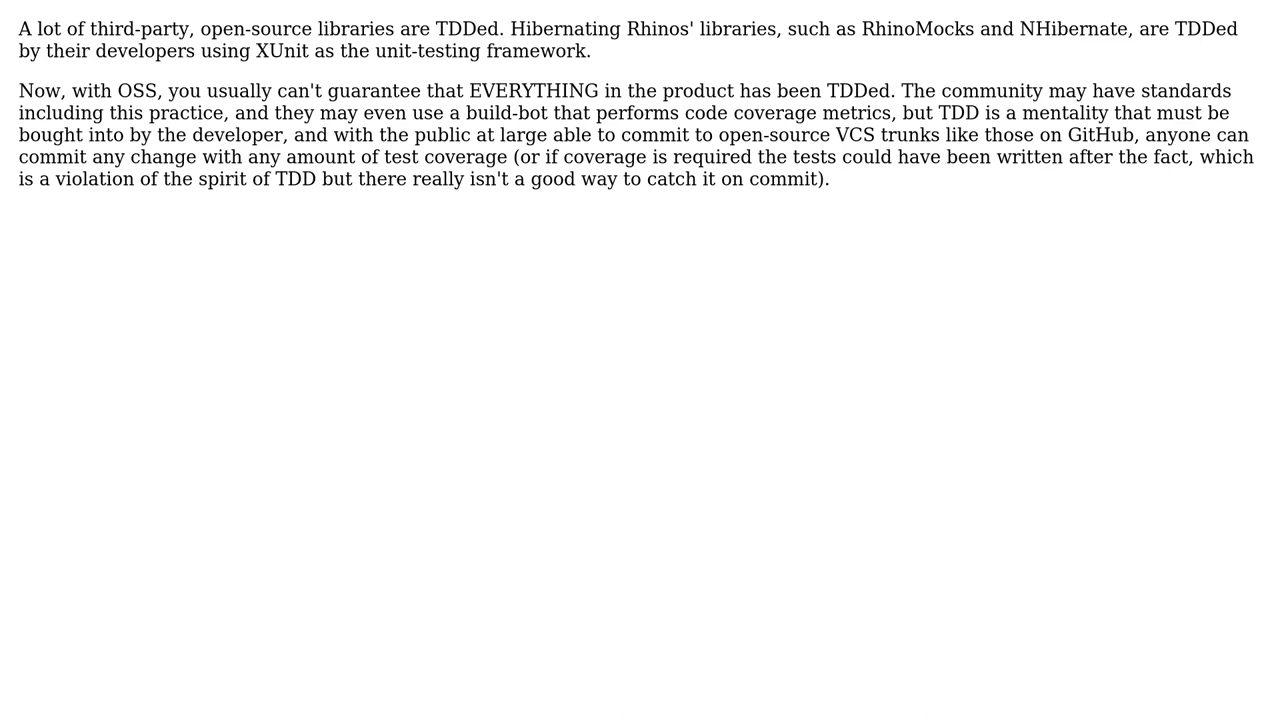 A lot of third-party, open-source libraries are TDDed. Hibernating Rhinos' libraries, such as RhinoMocks and NHibernate, are TDDed
by their developers using XUnit as the unit-testing framework.
Now, with OSS, you usually can't guarantee that EVERYTHING in the product has been TDDed. The community may have standards
including this practice, and they may even use a build-bot that performs code coverage metrics, but TDD is a mentality that must be
bought into by the developer, and with the public at large able to commit to open-source VCS trunks like those on GitHub, anyone can
commit any change with any amount of test coverage (or if coverage is required the tests could have been written after the fact, which
is a violation of the spirit of TDD but there really isn't a good way to catch it on commit).